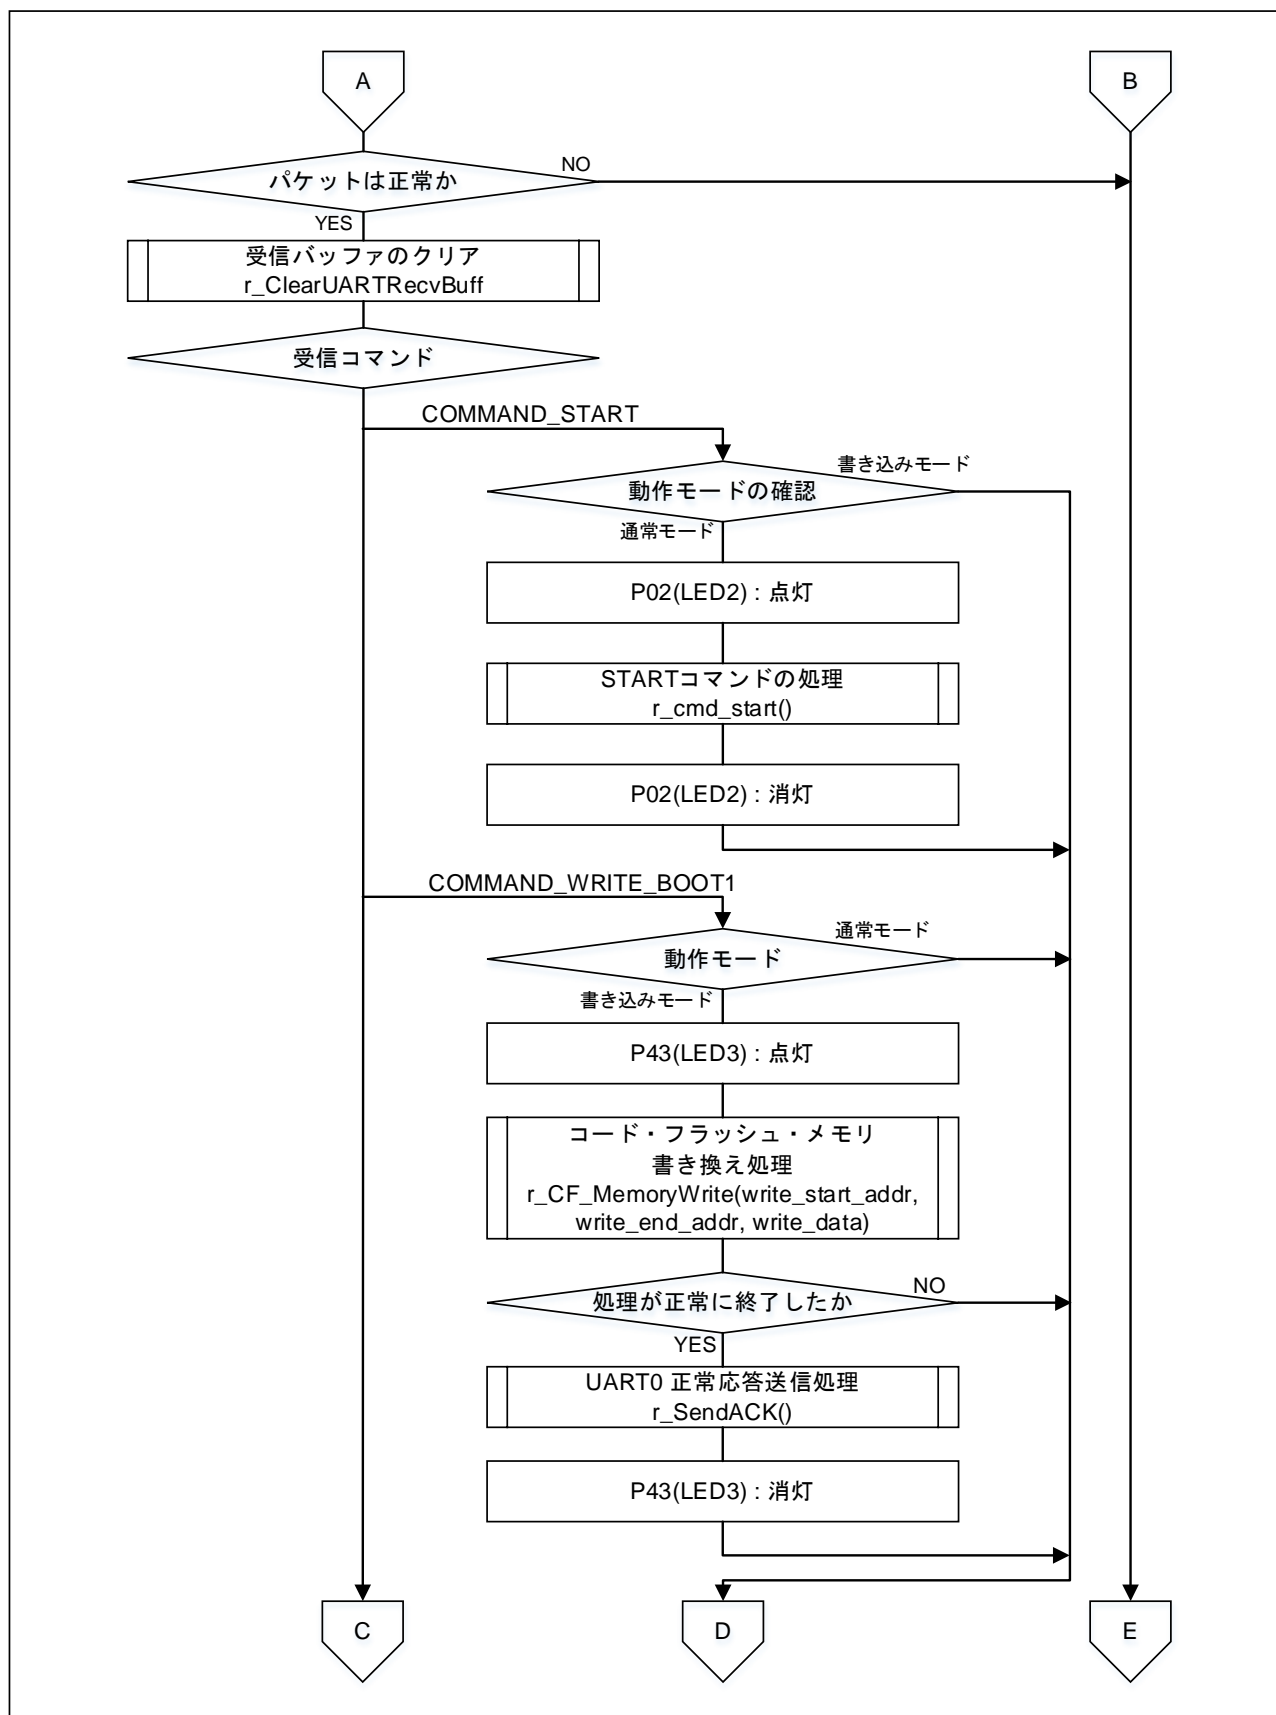 A
B
パケットは正常か
NO
YES
受信バッファのクリア
r_ClearUARTRecvBuff
受信コマンド
COMMAND_START
書き込みモード
動作モードの確認
通常モード
P02(LED2) : 点灯
STARTコマンドの処理
r_cmd_start()
P02(LED2) : 消灯
COMMAND_WRITE_BOOT1
通常モード
動作モード
書き込みモード
P43(LED3) : 点灯
コード・フラッシュ・メモリ
書き換え処理
r_CF_MemoryWrite(write_start_addr,
write_end_addr, write_data)
処理が正常に終了したか
NO
YES
UART0 正常応答送信処理
r_SendACK()
P43(LED3) : 消灯
C
D
E